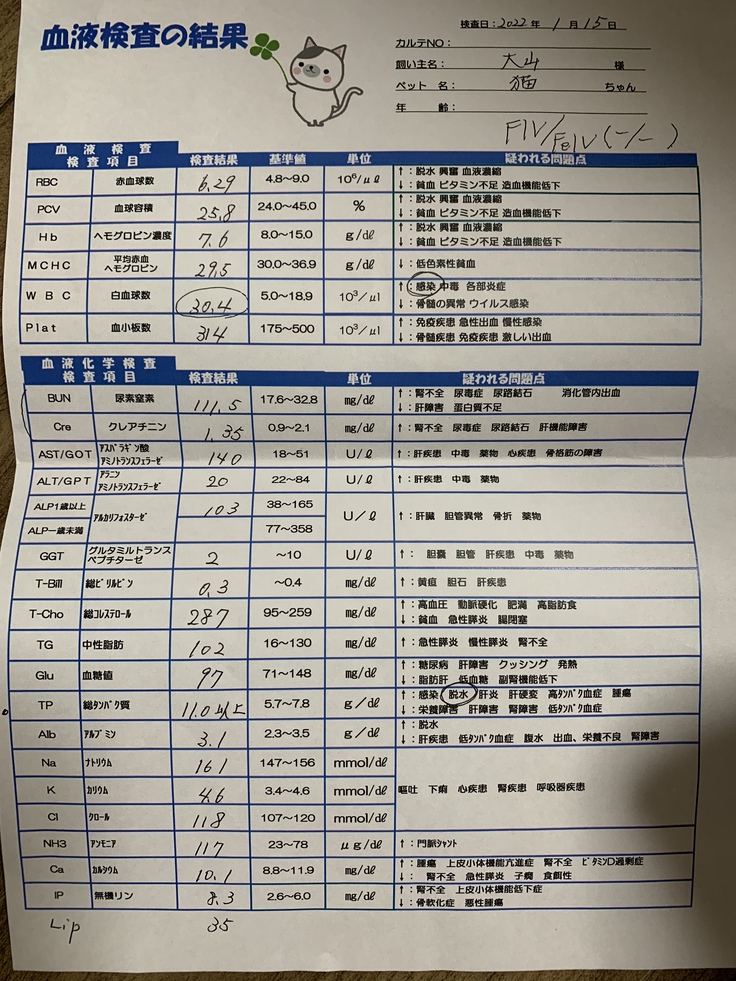 血液検査の結果
検査日：2022年 1月15日
カルテNO：
飼い主名： 大山 様
ペット 名： 猫 ちゃん
年 齢：
FIV/FeLV (-/-)
血液検査
検査項目 検査結果 基準値 単位 疑われる問題点
RBC 赤血球数 6.29 4.8〜9.0 10⁶/μℓ ↑：脱水 興奮 血液濃縮
↓：貧血 ビタミン不足 造血機能低下
PCV 血球容積 25.8 24.0〜45.0 % ↑：脱水 興奮 血液濃縮
↓：貧血 ビタミン不足 造血機能低下
Hb ヘモグロビン濃度 7.6 8.0〜15.0 g/dℓ ↑：脱水 興奮 血液濃縮
↓：貧血 ビタミン不足 造血機能低下
MCHC 平均赤血
ヘモグロビン 29.5 30.0〜36.9 g/dℓ ↓：低色素性貧血
WBC 白血球数 30.4 5.0〜18.9 10³/μl ↑：感染 中毒 各部炎症
↓：骨髄の異常 ウイルス感染
Plat 血小板数 314 175〜500 10³/μl ↑：免疫疾患 急性出血 慢性感染
↓：骨髄疾患 免疫疾患 激しい出血
血液化学検査
検査項目 検査結果 単位 疑われる問題点
BUN 尿素窒素 111.5 17.6〜32.8 mg/dℓ ↑：腎不全 尿毒症 尿路結石 消化管内出血
↓：肝障害 蛋白質不足
Cre クレアチニン 1.35 0.9〜2.1 mg/dℓ ↑：腎不全 尿毒症 尿路結石 肝機能障害
AST/GOT アスパラギン酸
アミノトランスフェラーゼ 140 18〜51 U/ℓ ↑：肝疾患 中毒 薬物 心疾患 骨格筋の障害
ALT/GPT アラニン
アミノトランスフェラーゼ 20 22〜84 U/ℓ ↑：肝疾患 中毒 薬物
ALP1歳以上 アルカリフォスターゼ 103 38〜165 U/ℓ ↑：肝臓 胆管異常 骨折 薬物
ALP一歳未満 77〜358
GGT グルタミルトランス
ペプチターゼ 2 〜10 U/ℓ ↑： 胆嚢 胆管 肝疾患 中毒 薬物
T-Bill 総ビリルビン 0.3 〜0.4 mg/dℓ ↑：黄疸 胆石 肝疾患
T-Cho 総コレステロール 287 95〜259 mg/dℓ ↑：高血圧 動脈硬化 肥満 高脂肪食
↓：貧血 急性膵炎 腸閉塞
TG 中性脂肪 102 16〜130 mg/dℓ ↑：急性膵炎 慢性膵炎 腎不全
Glu 血糖値 97 71〜148 mg/dℓ ↑：糖尿病 肝障害 クッシング 発熱
↓：脂肪肝 低血糖 副腎機能低下
TP 総タンパク質 11.0以上 5.7〜7.8 g/dℓ ↑：感染 脱水 肝炎 肝硬変 高タンパク血症 腫瘍
↓：栄養障害 肝障害 腎障害 低タンパク血症
Alb アルブミン 3.1 2.3〜3.5 g/dℓ ↑：脱水
↓：肝疾患 低タンパク血症 腹水 出血、栄養不良 腎障害
Na ナトリウム 161 147〜156 mmol/dℓ
K カリウム 4.6 3.4〜4.6 mmol/dℓ 嘔吐 下痢 心疾患 腎疾患 呼吸器疾患
Cl クロール 118 107〜120 mmol/dℓ
NH3 アンモニア 117 23〜78 μg/dℓ ↑：門脈シャント
Ca カルシウム 10.1 8.8〜11.9 mg/dℓ ↑：腫瘍 上皮小体機能亢進症 腎不全 ビタミンD過剰症
↓： 腎不全 急性膵炎 子癇 食餌性
IP 無機リン 8.3 2.6〜6.0 mg/dℓ ↑：腎不全 上皮小体機能低下症
↓：骨軟化症 悪性腫瘍
Lip 35